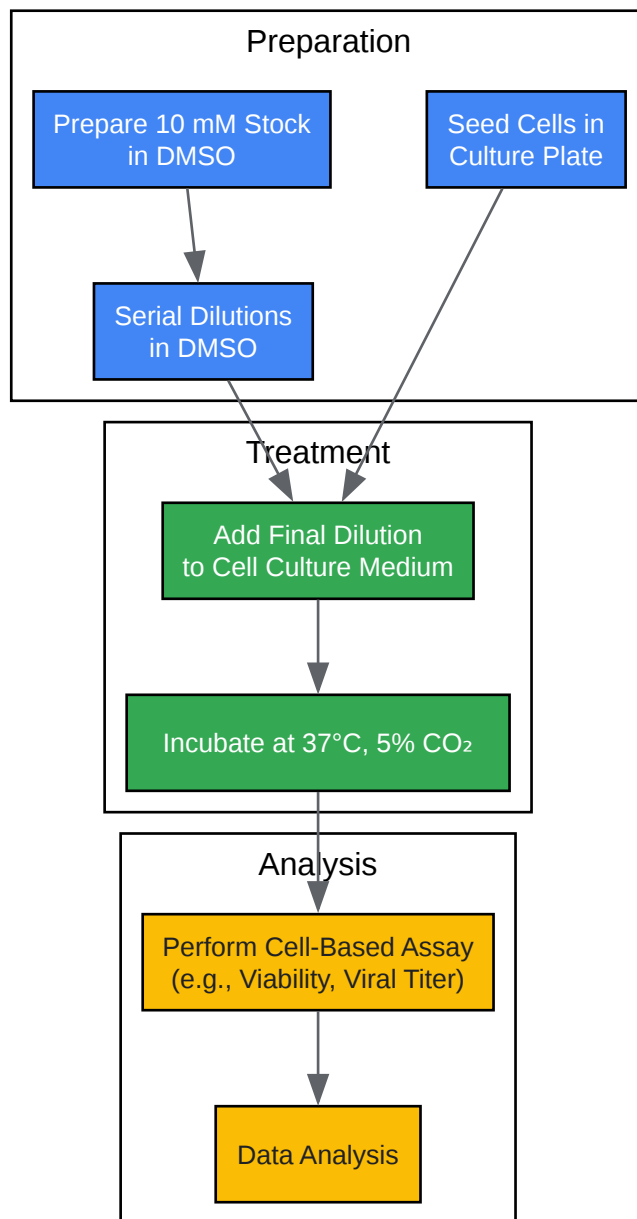 Preparation
Prepare 10 mM Stock
in DMSO
Seed Cells in
Culture Plate
Serial Dilutions
in DMSO
Treatment
Add Final Dilution
to Cell Culture Medium
Incubate at 37°C, 5% CO₂
Analysis
Perform Cell-Based Assay
(e.g., Viability, Viral Titer)
Data Analysis